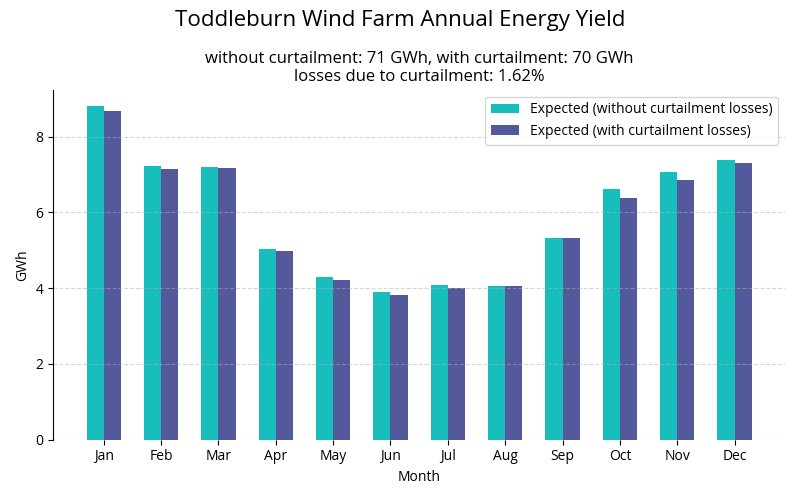 Toddleburn Wind Farm Annual Energy Yield
without curtailment: 71 GWh, with curtailment: 70 GWh
losses due to curtailment: 1.62%
Expected (without curtailment losses)
Expected (with curtailment losses)
GWh
8
6
4
2
0
Jan Feb Mar Apr May Jun Jul Aug Sep Oct Nov Dec
Month